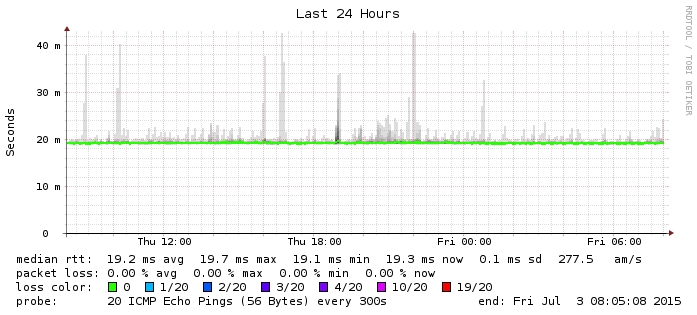 Last 24 Hours
RRDTOOL / TOBI OETIKER
Seconds
40 m
30 m
20 m
10 m
0
Thu 12:00 Thu 18:00 Fri 00:00 Fri 06:00
median rtt: 19.2 ms avg 19.7 ms max 19.1 ms min 19.3 ms now 0.1 ms sd 277.5 am/s
packet loss: 0.00 % avg 0.00 % max 0.00 % min 0.00 % now
loss color: 0 1/20 2/20 3/20 4/20 10/20 19/20
probe: 20 ICMP Echo Pings (56 Bytes) every 300s end: Fri Jul 3 08:05:08 2015